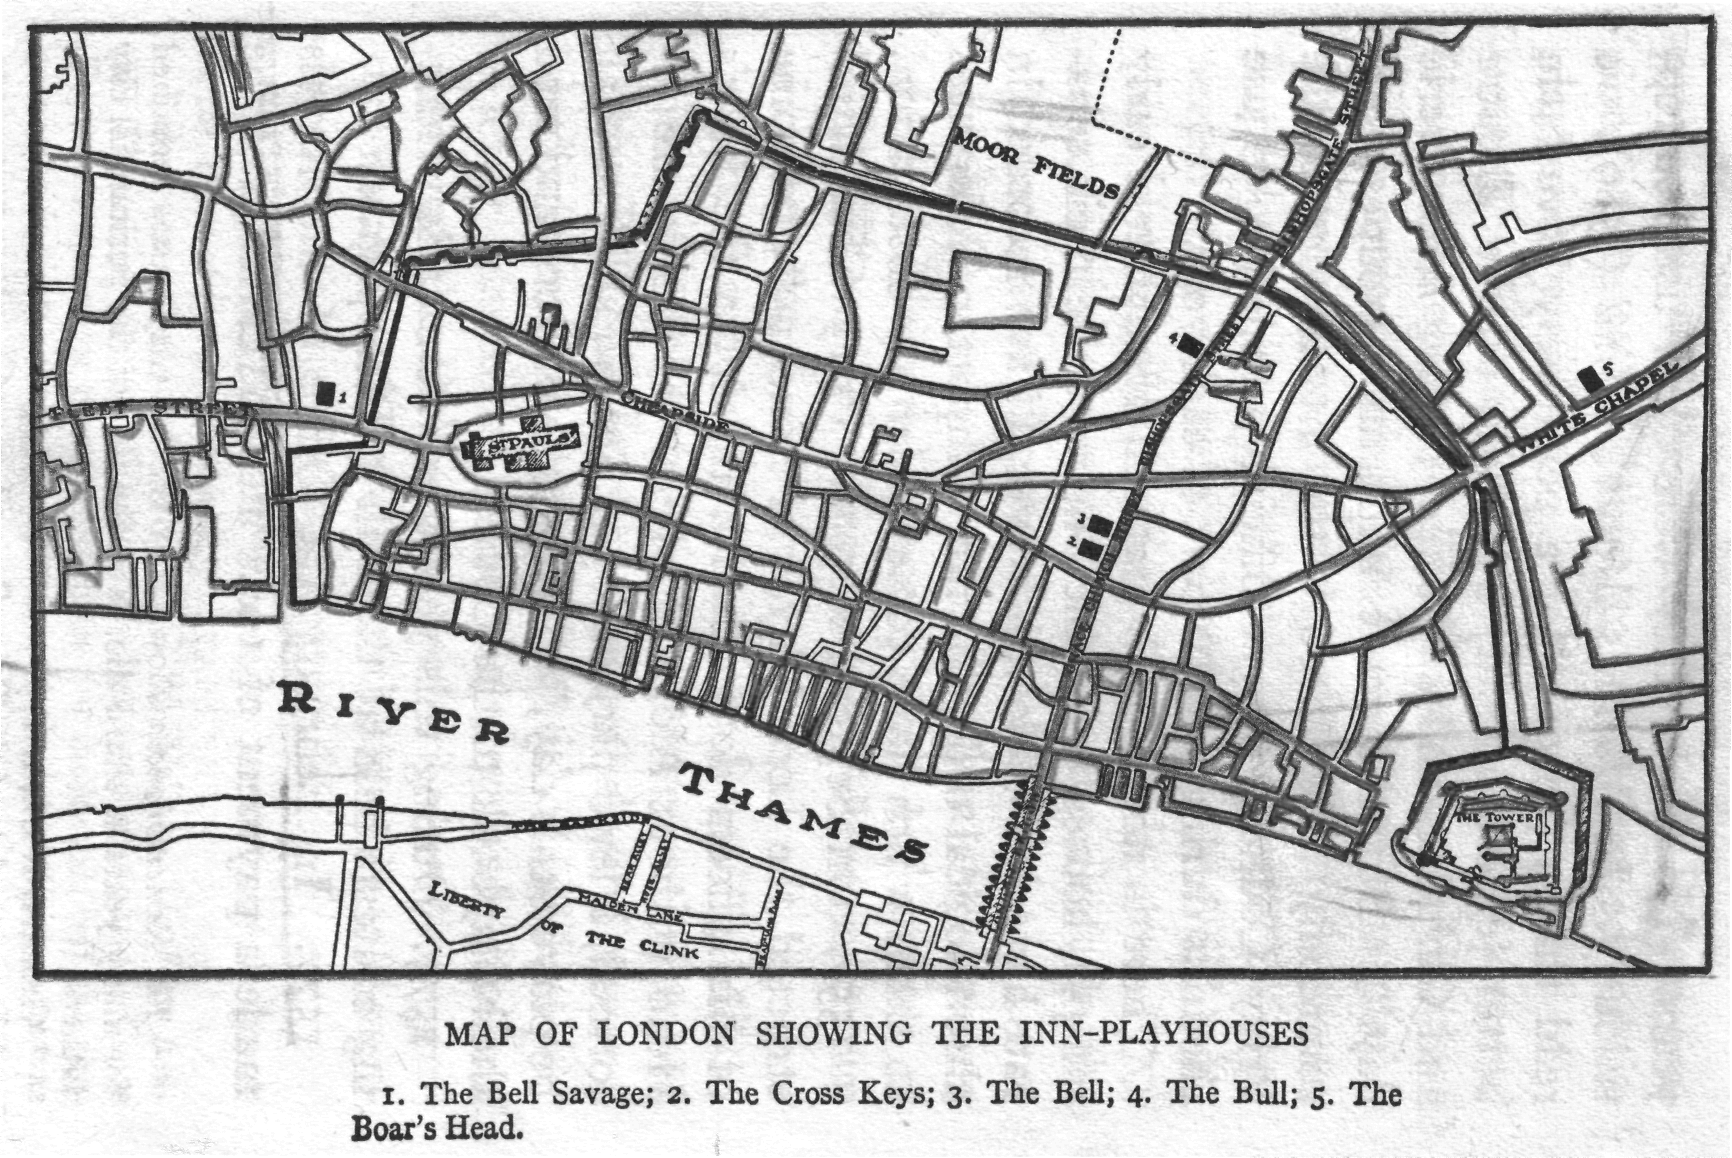 MOOR FIELDS
BISHOPSGATE STREET
4
5
1
FLEET STREET
CHEAPSIDE
WHITE CHAPEL
ST PAULS
BISHOPSGATE STREET
3
2
RIVER
THAMES
THE TOWER
LIBERTY
MAIDEN LANE
OF THE CLINK
MAP OF LONDON SHOWING THE INN-PLAYHOUSES
1. The Bell Savage; 2. The Cross Keys; 3. The Bell; 4. The Bull; 5. The
Boar's Head.